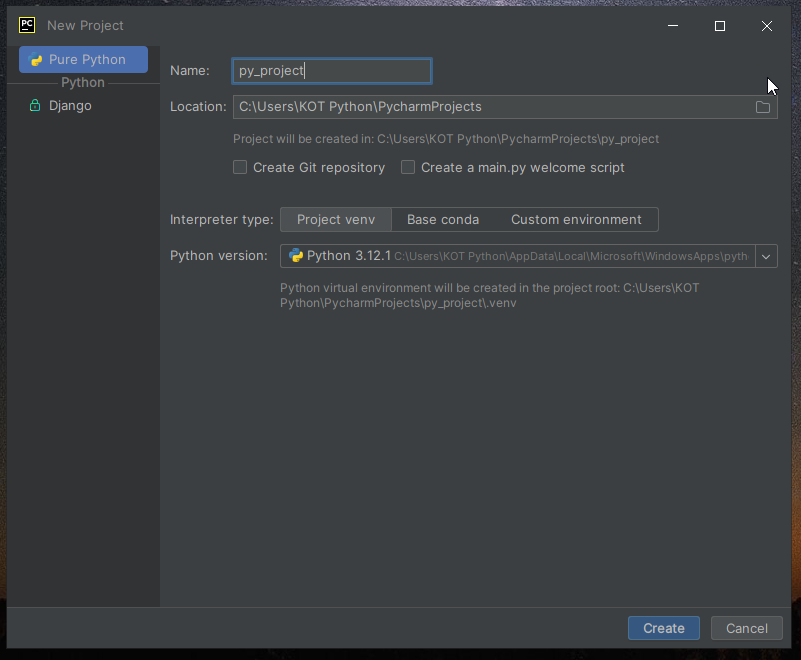 PC New Project
Pure Python
Python
Django
Name: py_project
Location: C:\Users\KOT Python\PycharmProjects
Project will be created in: C:\Users\KOT Python\PycharmProjects\py_project
Create Git repository Create a main.py welcome script
Interpreter type: Project venv Base conda Custom environment
Python version: Python 3.12.1 C:\Users\KOT Python\AppData\Local\Microsoft\WindowsApps\pyth
Python virtual environment will be created in the project root: C:\Users\KOT
Python\PycharmProjects\py_project\.venv
Create Cancel